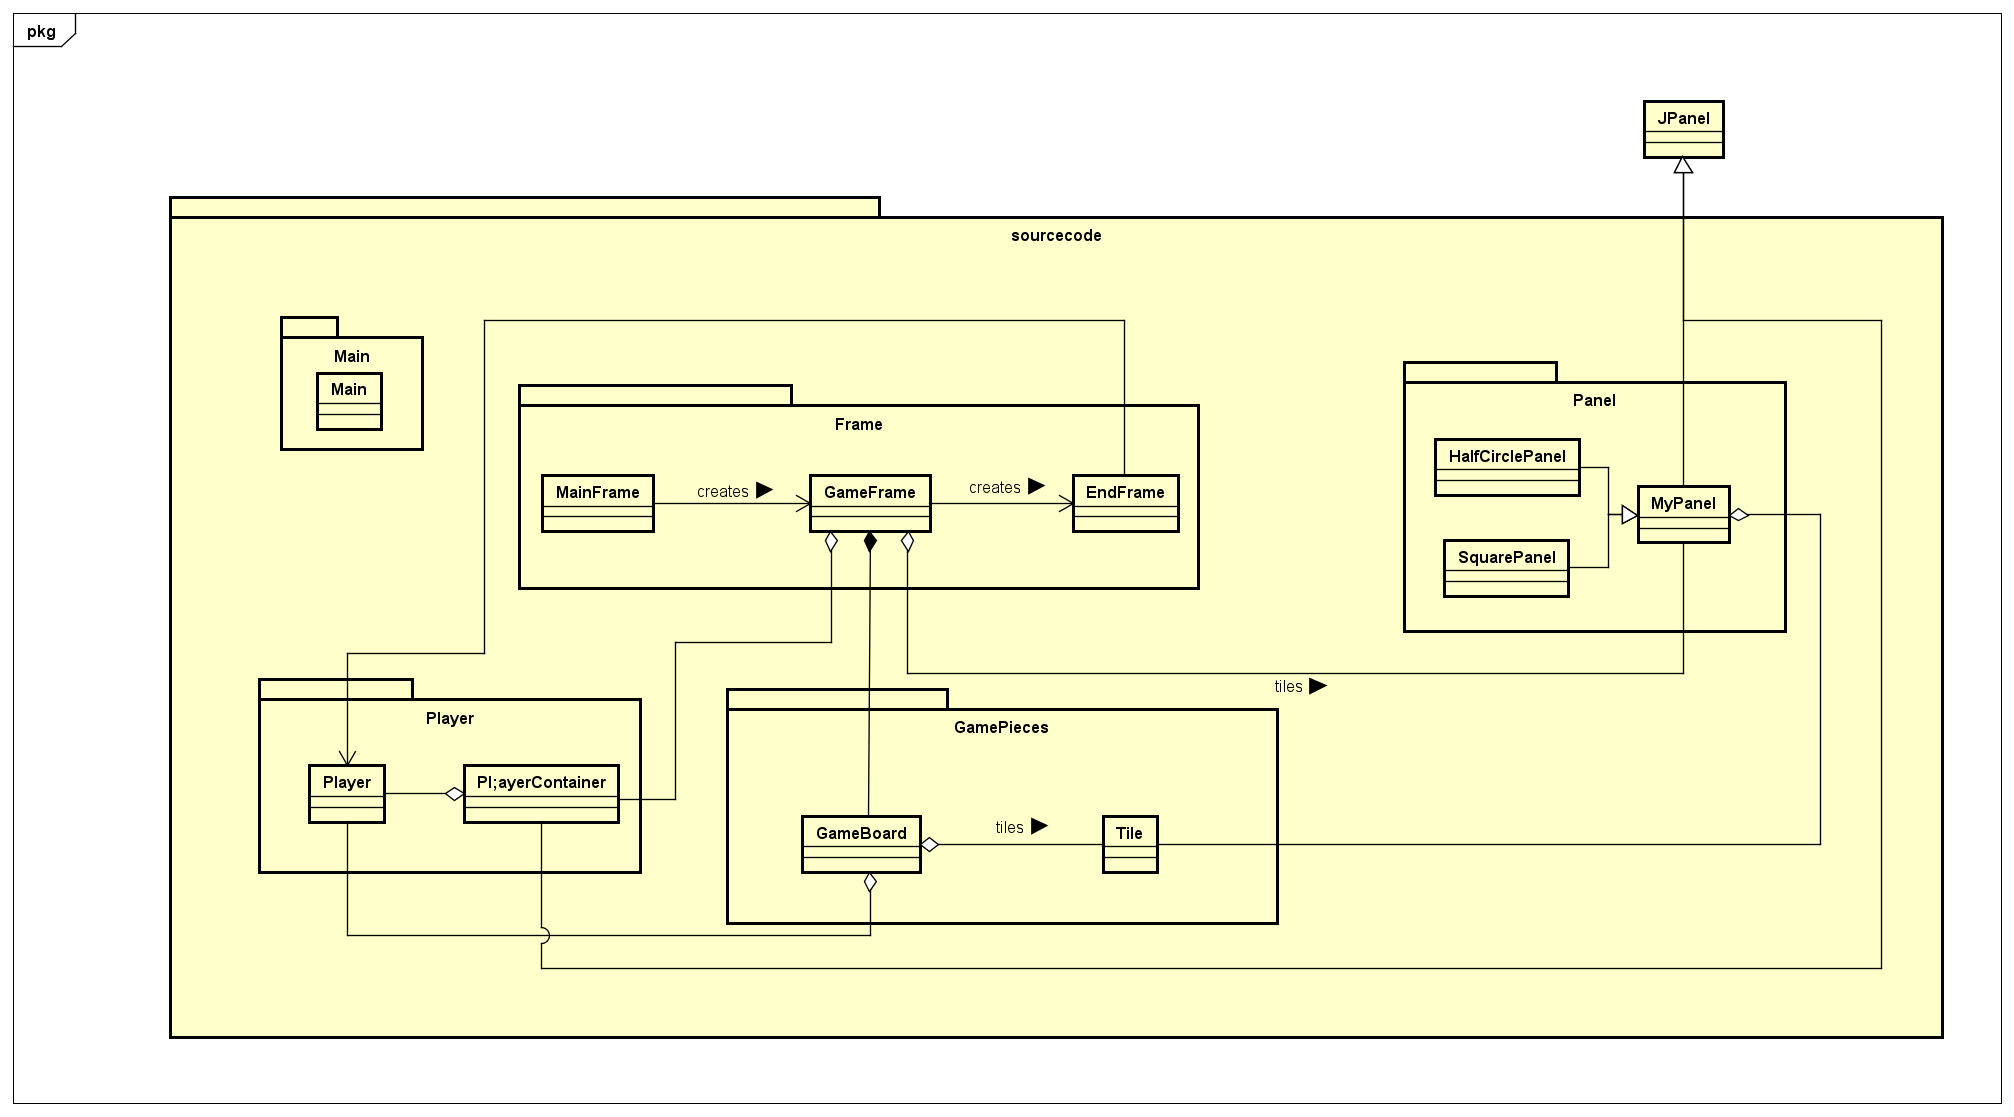 pkg
JPanel
sourcecode
Main
Main
Frame
MainFrame
creates
GameFrame
creates
EndFrame
Panel
HalfCirclePanel
MyPanel
SquarePanel
tiles
Player
Player
Pl;ayerContainer
GamePieces
GameBoard
tiles
Tile